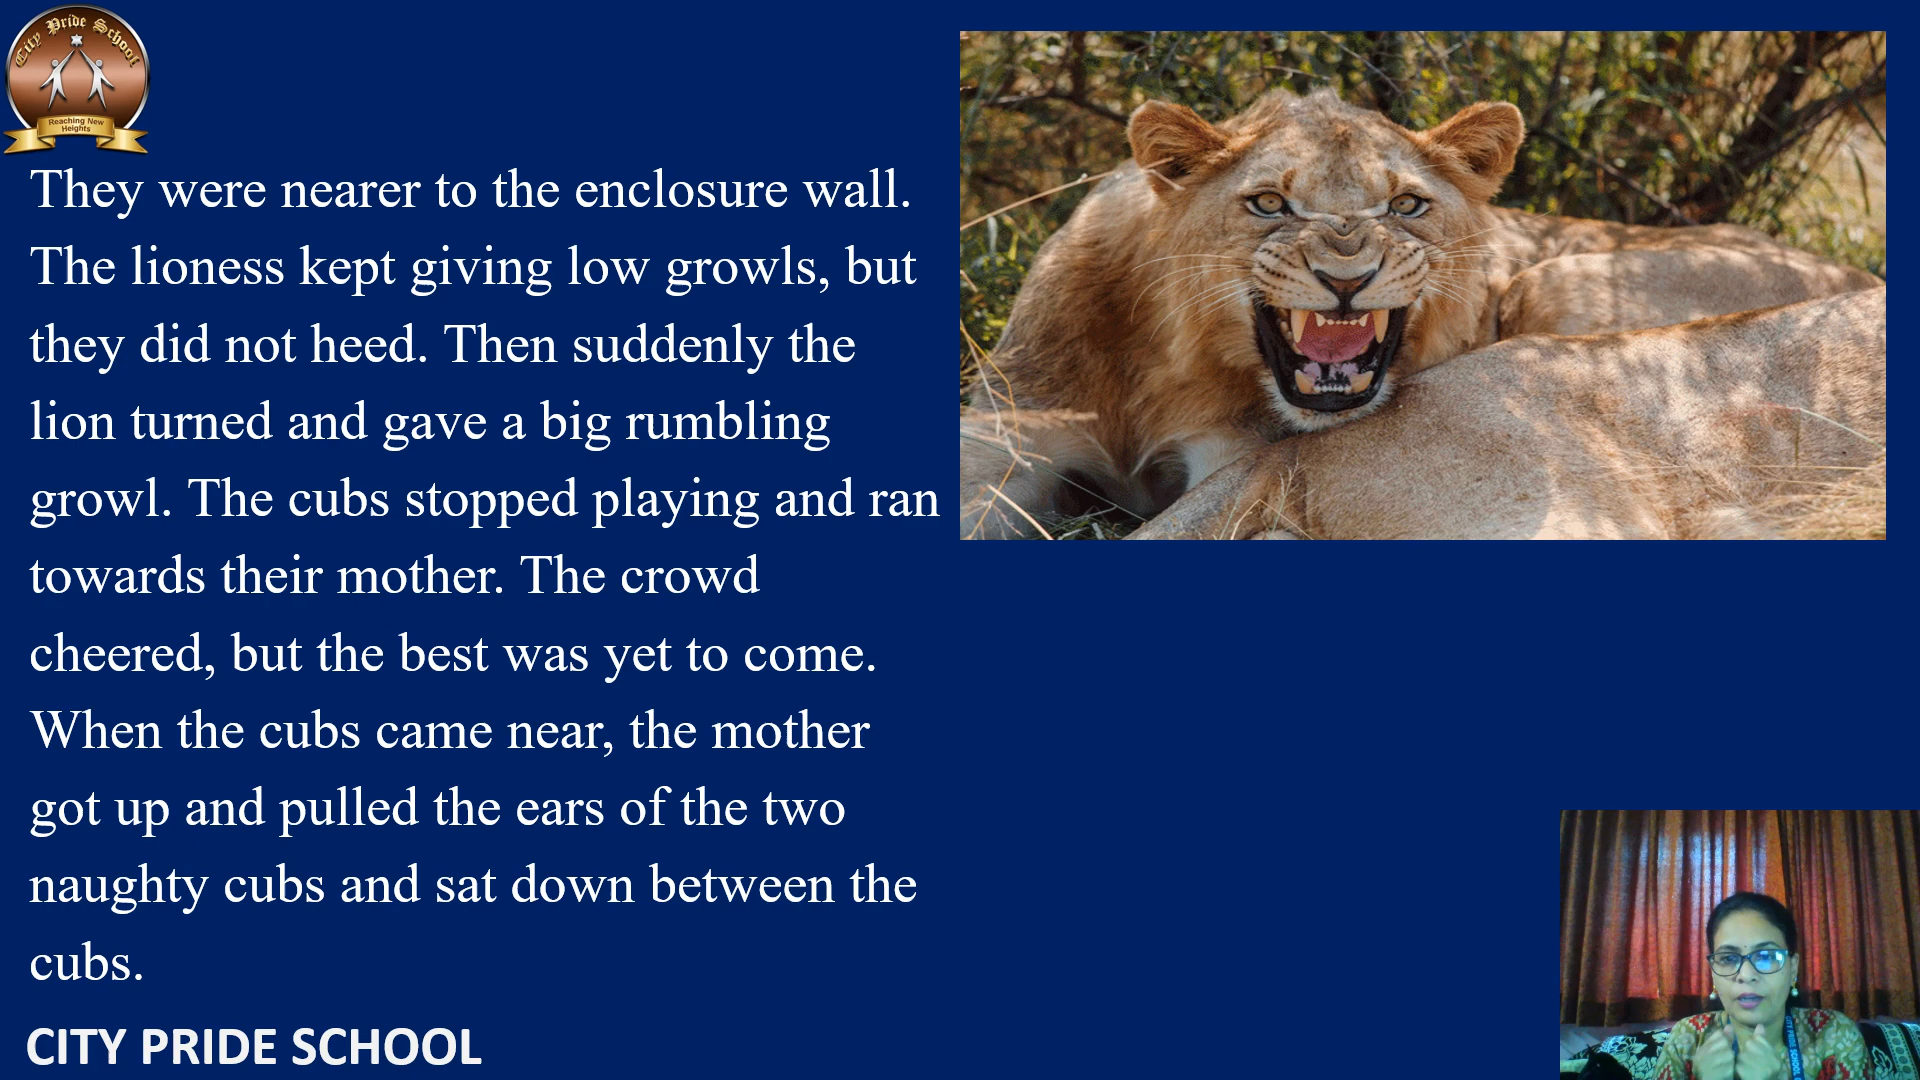 City Pride School
Reaching New
Heights
They were nearer to the enclosure wall.
The lioness kept giving low growls, but
they did not heed. Then suddenly the
lion turned and gave a big rumbling
growl. The cubs stopped playing and ran
towards their mother. The crowd
cheered, but the best was yet to come.
When the cubs came near, the mother
got up and pulled the ears of the two
naughty cubs and sat down between the
cubs.
CITY PRIDE SCHOOL
CITY PRIDE SCHOOL